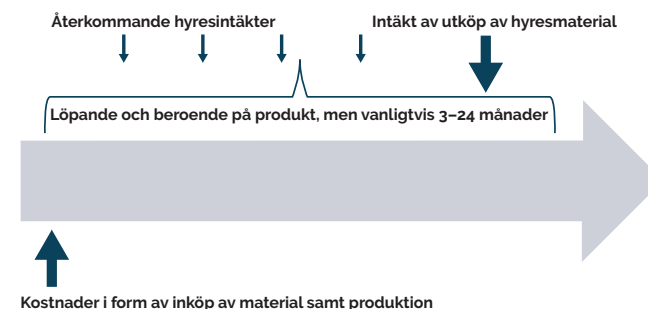 Återkommande hyresintäkter
Intäkt av utköp av hyresmaterial
Löpande och beroende på produkt, men vanligtvis 3–24 månader
Kostnader i form av inköp av material samt produktion